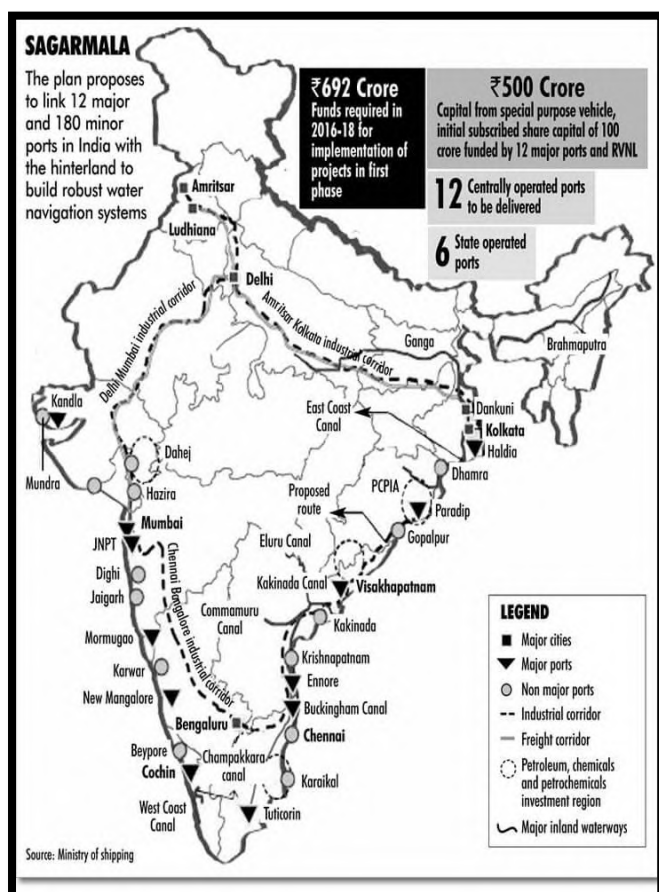 SAGARMALA
The plan proposes
to link 12 major
and 180 minor
ports in India with
the hinterland to
build robust water
navigation systems
₹692 Crore
Funds required in
2016-18 for
implementation of
projects in first
phase
₹500 Crore
Capital from special purpose vehicle,
initial subscribed share capital of 100
crore funded by 12 major ports and RVNL
12 Centrally operated ports
to be delivered
6 State operated
ports
Amritsar
Ludhiana
Delhi
Delhi Mumbai industrial corridor
Amritsar Kolkata industrial corridor
Ganga
Brahmaputra
Kandla
Mundra
Dahej
Hazira
East Coast
Canal
Dankuni
Kolkata
Haldia
Dhamra
PCPIA
Paradip
Proposed
route
Gopalpur
Mumbai
JNPT
Eluru Canal
Dighi
Jaigarh
Chennai Bangalore industrial corridor
Kakinada Canal
Visakhapatnam
Commamuru
Canal
Kakinada
Mormugao
Karwar
Krishnapatnam
Ennore
New Mangalore
Bengaluru
Buckingham Canal
Chennai
Beypore
Champakkara
canal
Cochin
Karaikal
West Coast
Canal
Tuticorin
LEGEND
Major cities
Major ports
Non major ports
Industrial corridor
Freight corridor
Petroleum, chemicals
and petrochemicals
investment region
Major inland waterways
Source: Ministry of shipping